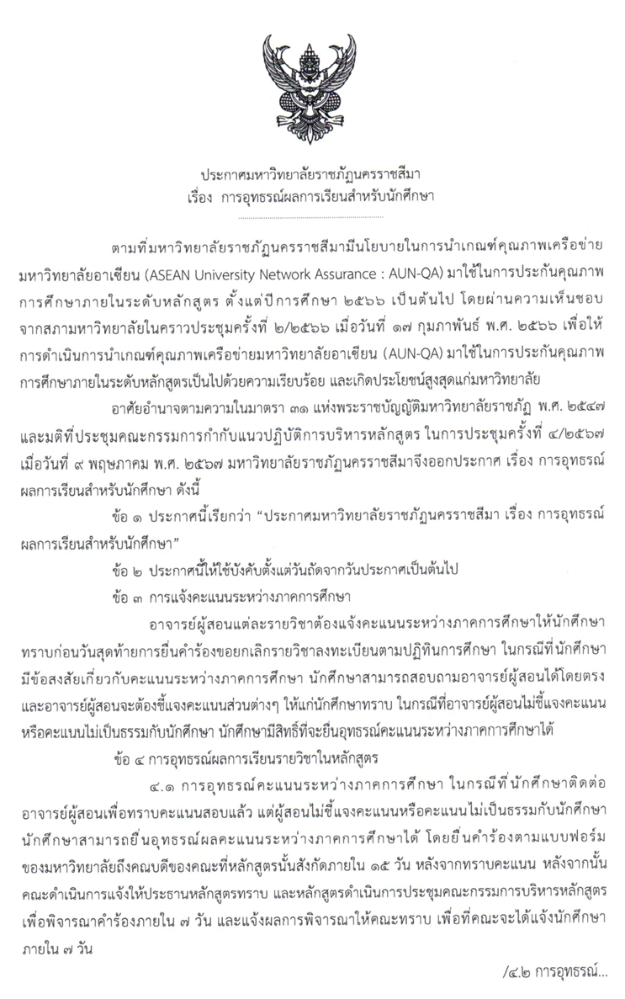 ประกาศมหาวิทยาลัยราชภัฏนครราชสีมา
เรื่อง การอุทธรณ์ผลการเรียนสำหรับนักศึกษา
ตามที่มหาวิทยาลัยราชภัฏนครราชสีมามีนโยบายในการนำเกณฑ์คุณภาพเครือข่าย
มหาวิทยาลัยอาเซียน (ASEAN University Network Assurance : AUN-QA) มาใช้ในการประกันคุณภาพ
การศึกษาภายในระดับหลักสูตร ตั้งแต่ปีการศึกษา ๒๕๖๖ เป็นต้นไป โดยผ่านความเห็นชอบ
จากสภามหาวิทยาลัยในคราวประชุมครั้งที่ ๒/๒๕๖๖ เมื่อวันที่ ๑๗ กุมภาพันธ์ พ.ศ. ๒๕๖๖ เพื่อให้
การดำเนินการนำเกณฑ์คุณภาพเครือข่ายมหาวิทยาลัยอาเซียน (AUN-QA) มาใช้ในการประกันคุณภาพ
การศึกษาภายในระดับหลักสูตรเป็นไปด้วยความเรียบร้อย และเกิดประโยชน์สูงสุดแก่มหาวิทยาลัย
อาศัยอำนาจตามความในมาตรา ๓๑ แห่งพระราชบัญญัติมหาวิทยาลัยราชภัฏ พ.ศ. ๒๕๔๗
และมติที่ประชุมคณะกรรมการกำกับแนวปฏิบัติการบริหารหลักสูตร ในการประชุมครั้งที่ ๔/๒๕๖๗
เมื่อวันที่ ๙ พฤษภาคม พ.ศ. ๒๕๖๗ มหาวิทยาลัยราชภัฏนครราชสีมาจึงออกประกาศ เรื่อง การอุทธรณ์
ผลการเรียนสำหรับนักศึกษา ดังนี้
ข้อ ๑ ประกาศนี้เรียกว่า “ประกาศมหาวิทยาลัยราชภัฏนครราชสีมา เรื่อง การอุทธรณ์
ผลการเรียนสำหรับนักศึกษา”
ข้อ ๒ ประกาศนี้ให้ใช้บังคับตั้งแต่วันถัดจากวันประกาศเป็นต้นไป
ข้อ ๓ การแจ้งคะแนนระหว่างภาคการศึกษา
อาจารย์ผู้สอนแต่ละรายวิชาต้องแจ้งคะแนนระหว่างภาคการศึกษาให้นักศึกษา
ทราบก่อนวันสุดท้ายการยื่นคำร้องขอยกเลิกรายวิชาลงทะเบียนตามปฏิทินการศึกษา ในกรณีที่นักศึกษา
มีข้อสงสัยเกี่ยวกับคะแนนระหว่างภาคการศึกษา นักศึกษาสามารถสอบถามอาจารย์ผู้สอนได้โดยตรง
และอาจารย์ผู้สอนจะต้องชี้แจงคะแนนส่วนต่างๆ ให้แก่นักศึกษาทราบ ในกรณีที่อาจารย์ผู้สอนไม่ชี้แจงคะแนน
หรือคะแนนไม่เป็นธรรมกับนักศึกษา นักศึกษามีสิทธิ์ที่จะยื่นอุทธรณ์คะแนนระหว่างภาคการศึกษาได้
ข้อ ๔ การอุทธรณ์ผลการเรียนรายวิชาในหลักสูตร
๔.๑ การอุทธรณ์คะแนนระหว่างภาคการศึกษา ในกรณีที่นักศึกษาติดต่อ
อาจารย์ผู้สอนเพื่อทราบคะแนนสอบแล้ว แต่ผู้สอนไม่ชี้แจงคะแนนหรือคะแนนไม่เป็นธรรมกับนักศึกษา
นักศึกษาสามารถยื่นอุทธรณ์ผลคะแนนระหว่างภาคการศึกษาได้ โดยยื่นคำร้องตามแบบฟอร์ม
ของมหาวิทยาลัยถึงคณบดีของคณะที่หลักสูตรนั้นสังกัดภายใน ๑๕ วัน หลังจากทราบคะแนน หลังจากนั้น
คณะดำเนินการแจ้งให้ประธานหลักสูตรทราบ และหลักสูตรดำเนินการประชุมคณะกรรมการบริหารหลักสูตร
เพื่อพิจารณาคำร้องภายใน ๗ วัน และแจ้งผลการพิจารณาให้คณะทราบ เพื่อที่คณะจะได้แจ้งนักศึกษา
ภายใน ๗ วัน
/๔.๒ การอุทธรณ์...